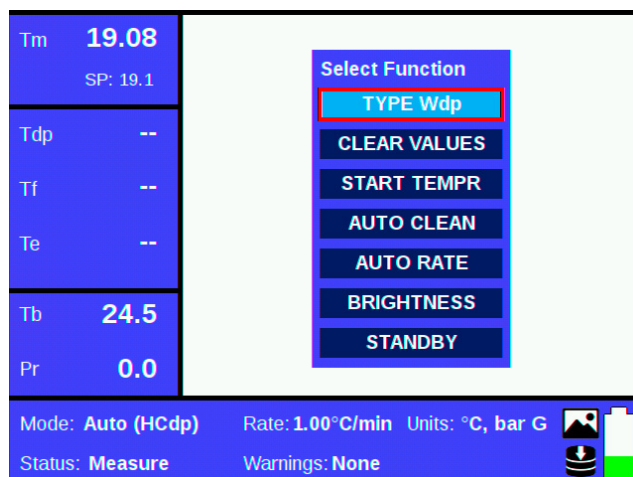 Tm 19.08
SP: 19.1
Tdp --
Tf --
Te --
Tb 24.5
Pr 0.0
Select Function
TYPE Wdp
CLEAR VALUES
START TEMPR
AUTO CLEAN
AUTO RATE
BRIGHTNESS
STANDBY
Mode: Auto (HCdp) Rate: 1.00°C/min Units: °C, bar G
Status: Measure Warnings: None